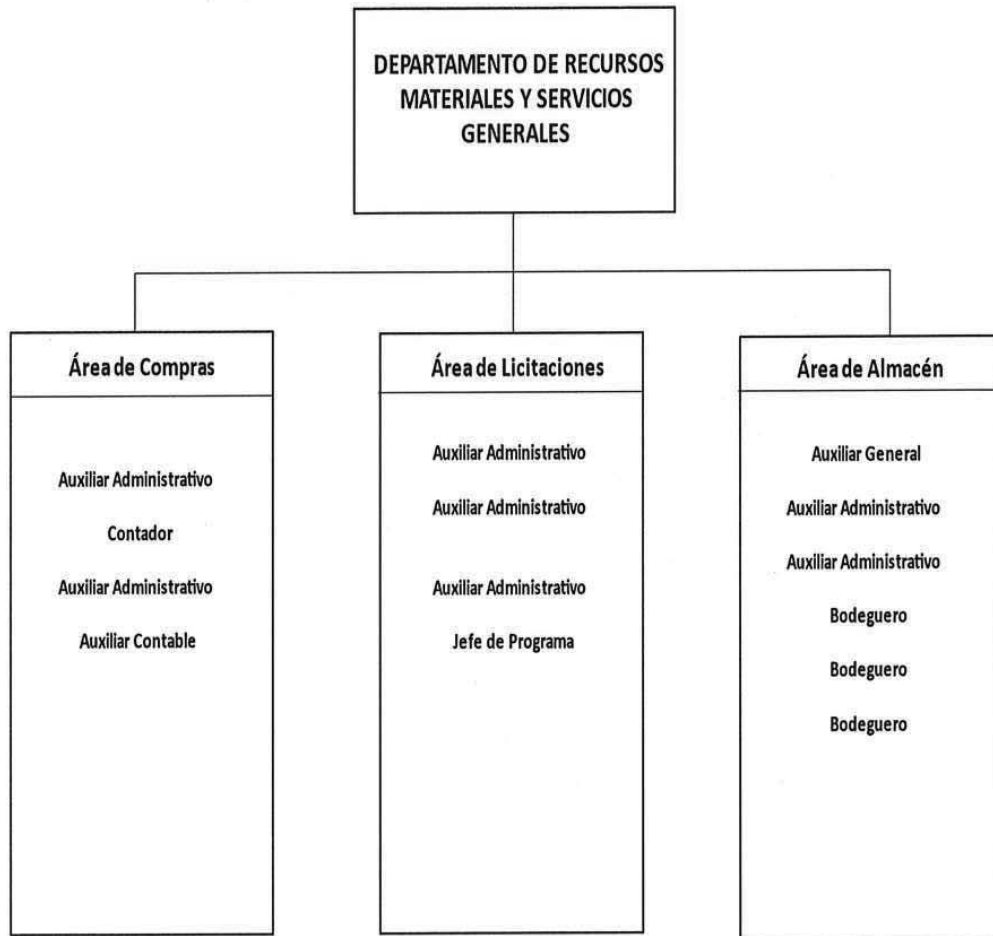 DEPARTAMENTO DE RECURSOS
MATERIALES Y SERVICIOS
GENERALES
Área de Compras
Auxiliar Administrativo
Contador
Auxiliar Administrativo
Auxiliar Contable
Área de Licitaciones
Auxiliar Administrativo
Auxiliar Administrativo
Auxiliar Administrativo
Jefe de Programa
Área de Almacén
Auxiliar General
Auxiliar Administrativo
Auxiliar Administrativo
Bodeguero
Bodeguero
Bodeguero